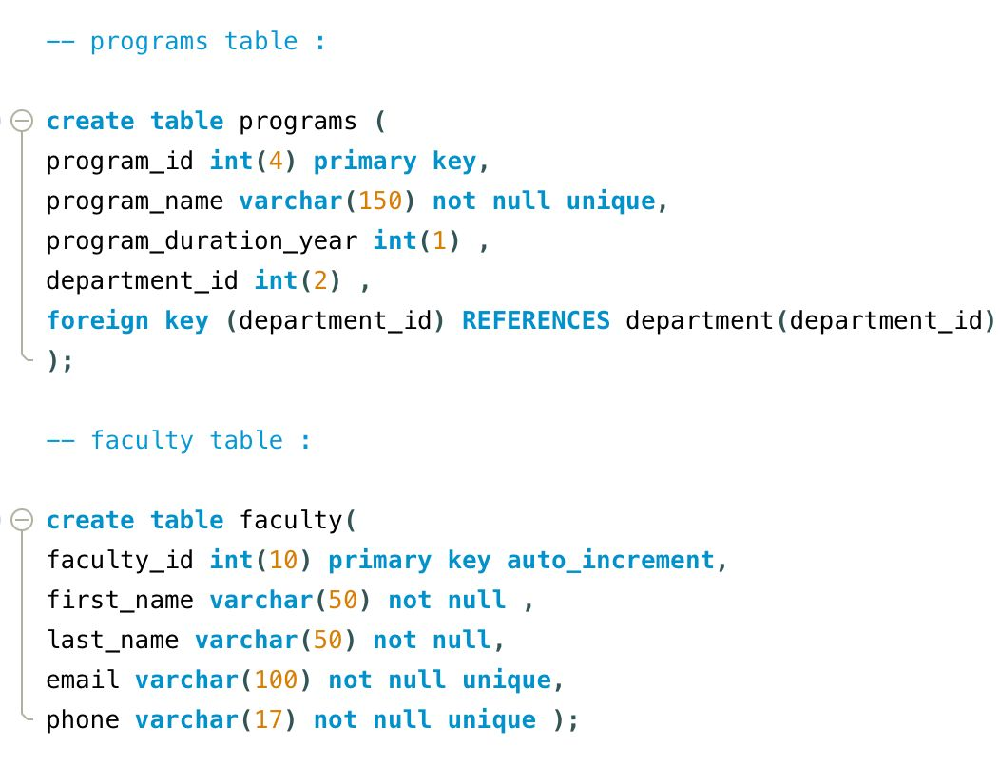 -- programs table :
create table programs (
program_id int(4) primary key,
program_name varchar(150) not null unique,
program_duration_year int(1) ,
department_id int(2) ,
foreign key (department_id) REFERENCES department(department_id)
);
-- faculty table :
create table faculty(
faculty_id int(10) primary key auto_increment,
first_name varchar(50) not null ,
last_name varchar(50) not null,
email varchar(100) not null unique,
phone varchar(17) not null unique );